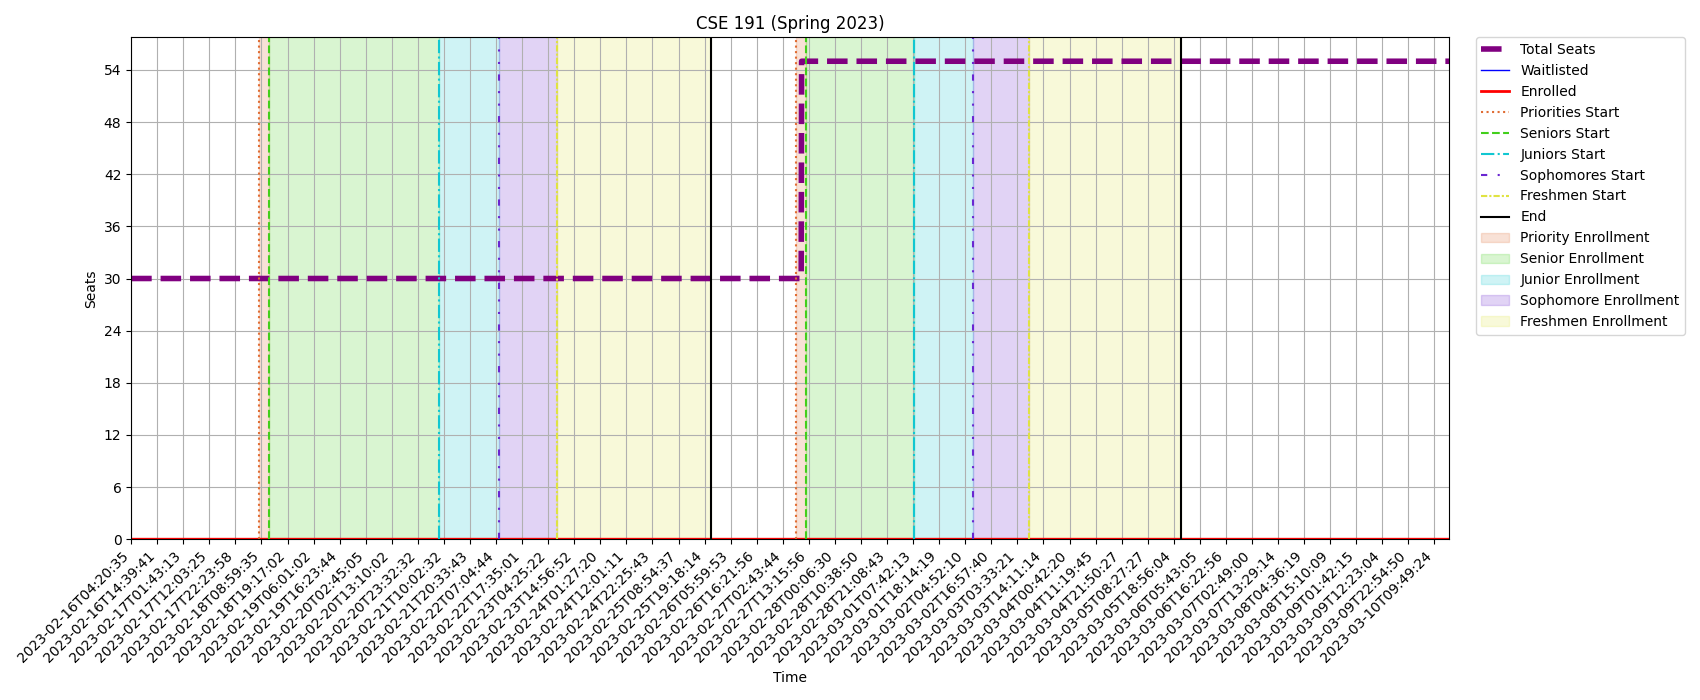 CSE 191 (Spring 2023)
Seats
54
48
42
36
30
24
18
12
6
0
2023-02-16T04:20:35
2023-02-16T14:39:41
2023-02-17T01:43:13
2023-02-17T12:03:25
2023-02-17T22:23:58
2023-02-18T08:59:35
2023-02-18T19:17:02
2023-02-19T06:01:02
2023-02-19T16:23:44
2023-02-20T02:45:05
2023-02-20T13:10:02
2023-02-20T23:32:32
2023-02-21T10:02:32
2023-02-21T20:33:43
2023-02-22T07:04:44
2023-02-22T17:35:01
2023-02-23T04:25:22
2023-02-23T14:56:52
2023-02-24T01:27:20
2023-02-24T12:01:11
2023-02-24T22:25:43
2023-02-25T08:54:37
2023-02-25T19:18:14
2023-02-26T05:59:53
2023-02-26T16:21:56
2023-02-27T02:43:44
2023-02-27T13:15:56
2023-02-28T00:06:30
2023-02-28T10:38:50
2023-02-28T21:08:43
2023-03-01T07:42:13
2023-03-01T18:14:19
2023-03-02T04:52:10
2023-03-02T16:57:40
2023-03-03T03:33:21
2023-03-03T14:11:14
2023-03-04T00:42:20
2023-03-04T11:19:45
2023-03-04T21:50:27
2023-03-05T08:27:27
2023-03-05T18:56:04
2023-03-06T05:43:05
2023-03-06T16:22:56
2023-03-07T02:49:00
2023-03-07T13:29:14
2023-03-08T04:36:19
2023-03-08T15:10:09
2023-03-09T01:42:15
2023-03-09T12:23:04
2023-03-09T22:54:50
2023-03-10T09:49:24
Time
Total Seats
Waitlisted
Enrolled
Priorities Start
Seniors Start
Juniors Start
Sophomores Start
Freshmen Start
End
Priority Enrollment
Senior Enrollment
Junior Enrollment
Sophomore Enrollment
Freshmen Enrollment